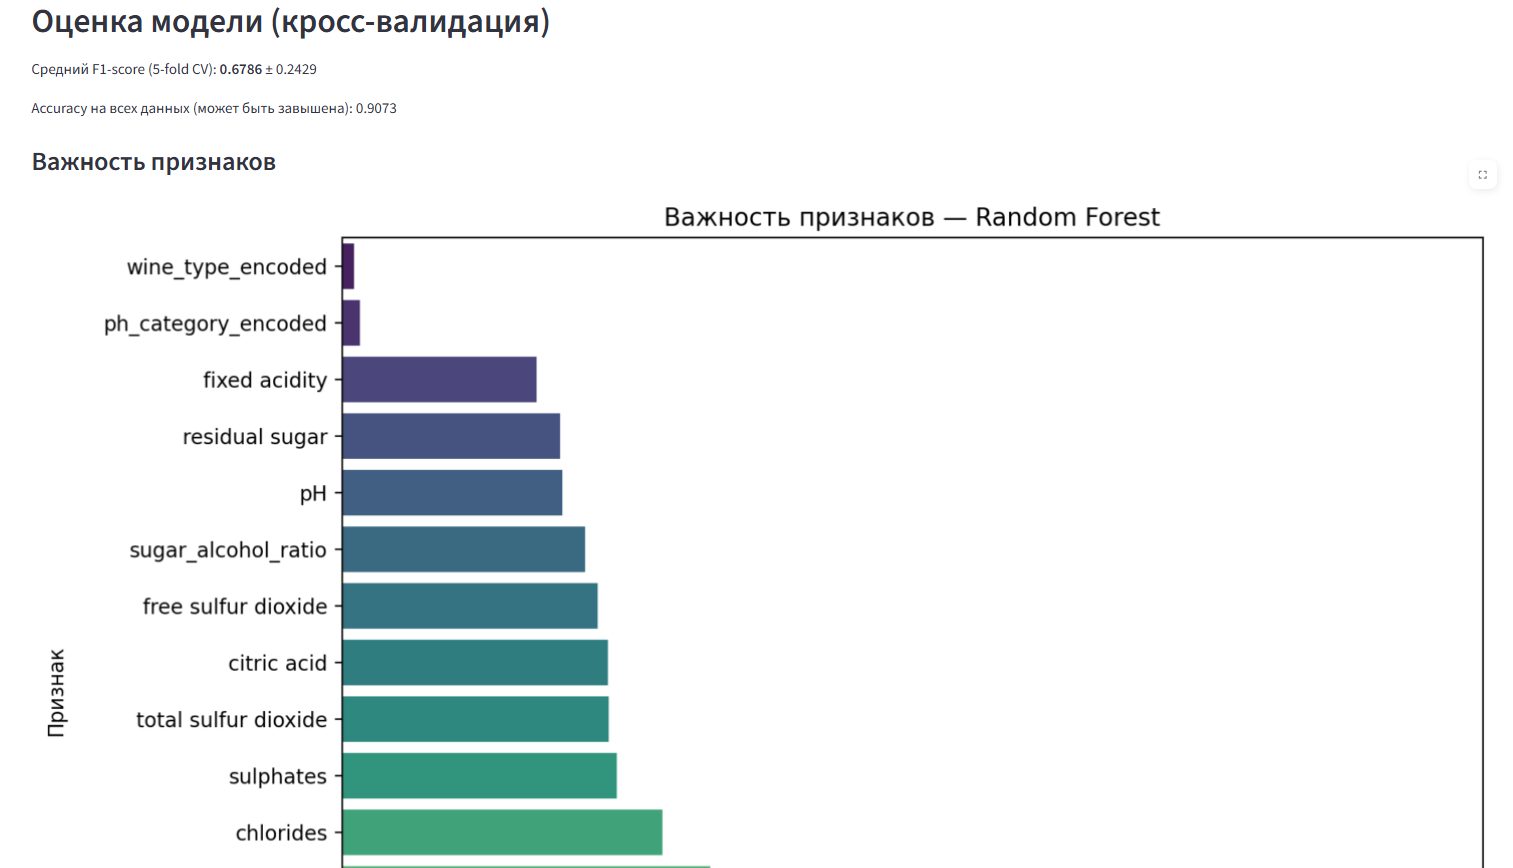 Оценка модели (кросс-валидация)
Средний F1-score (5-fold CV): 0.6786 ± 0.2429
Accuracy на всех данных (может быть завышена): 0.9073
Важность признаков
Важность признаков — Random Forest
wine_type_encoded
ph_category_encoded
fixed acidity
residual sugar
pH
sugar_alcohol_ratio
free sulfur dioxide
citric acid
total sulfur dioxide
sulphates
chlorides
Признак